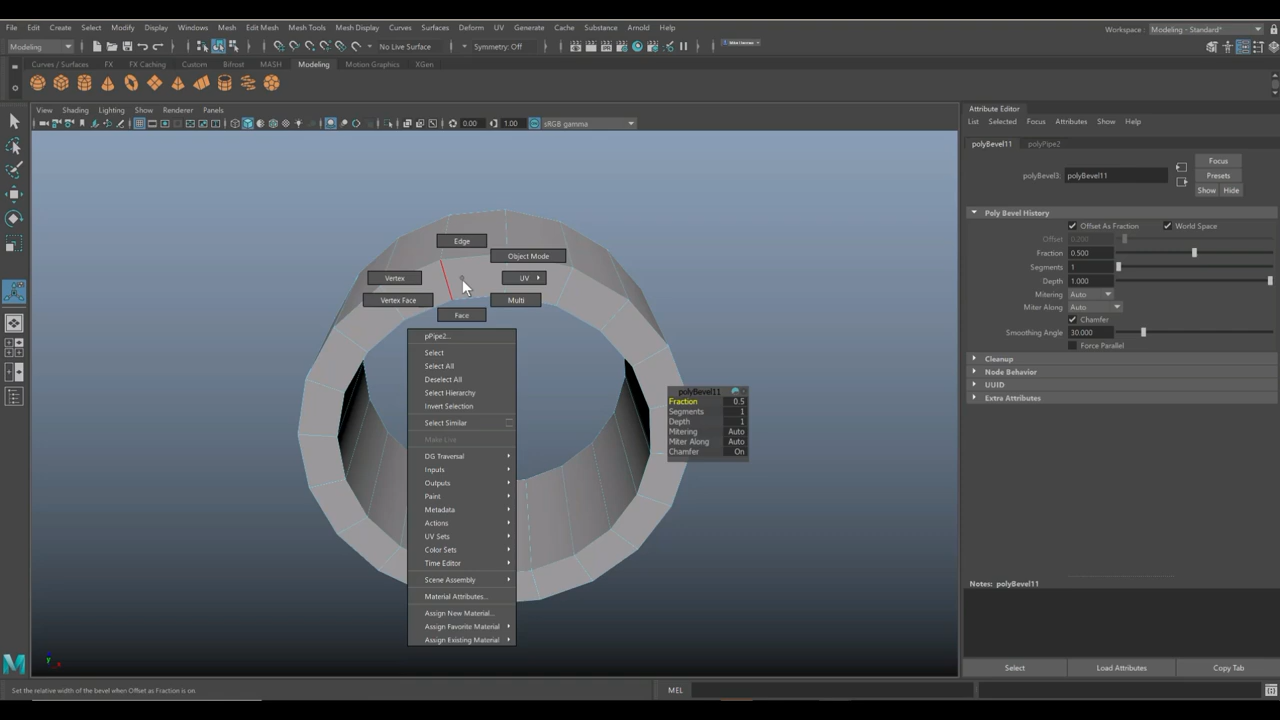 File Edit Create Select Modify Display Windows Mesh Edit Mesh Mesh Tools Mesh Display Curves Surfaces Deform UV Generate Cache Substance Arnold Help
Workspace: Modeling - Standard*
Modeling
No Live Surface
Symmetry: Off
Curves / Surfaces FX FX Caching Custom Bifrost MASH Modeling Motion Graphics XGen
View Shading Lighting Show Renderer Panels
0.00 1.00 sRGB gamma
Attribute Editor
List Selected Focus Attributes Show Help
polyBevel11 polyPipe2
Focus
polyBevel3: polyBevel11
Presets
Show Hide
Poly Bevel History
Offset As Fraction World Space
Offset 0.200
Fraction 0.500
Segments 1
Depth 1.000
Mitering Auto
Miter Along Auto
Chamfer
Smoothing Angle 30.000
Force Parallel
Cleanup
Node Behavior
UUID
Extra Attributes
Edge
Object Mode
Vertex
UV
Vertex Face
Multi
Face
pPipe2...
Select
Select All
Deselect All
Select Hierarchy
Invert Selection
Select Similar
Make Live
DG Traversal
Inputs
Outputs
Paint
Metadata
Actions
UV Sets
Color Sets
Time Editor
Scene Assembly
Material Attributes...
Assign New Material...
Assign Favorite Material
Assign Existing Material
polyBevel11
Fraction 0.5
Segments 1
Depth 1
Mitering Auto
Miter Along Auto
Chamfer On
Notes: polyBevel11
Select Load Attributes Copy Tab
y
x
M
Set the relative width of the bevel when Offset as Fraction is on.
MEL